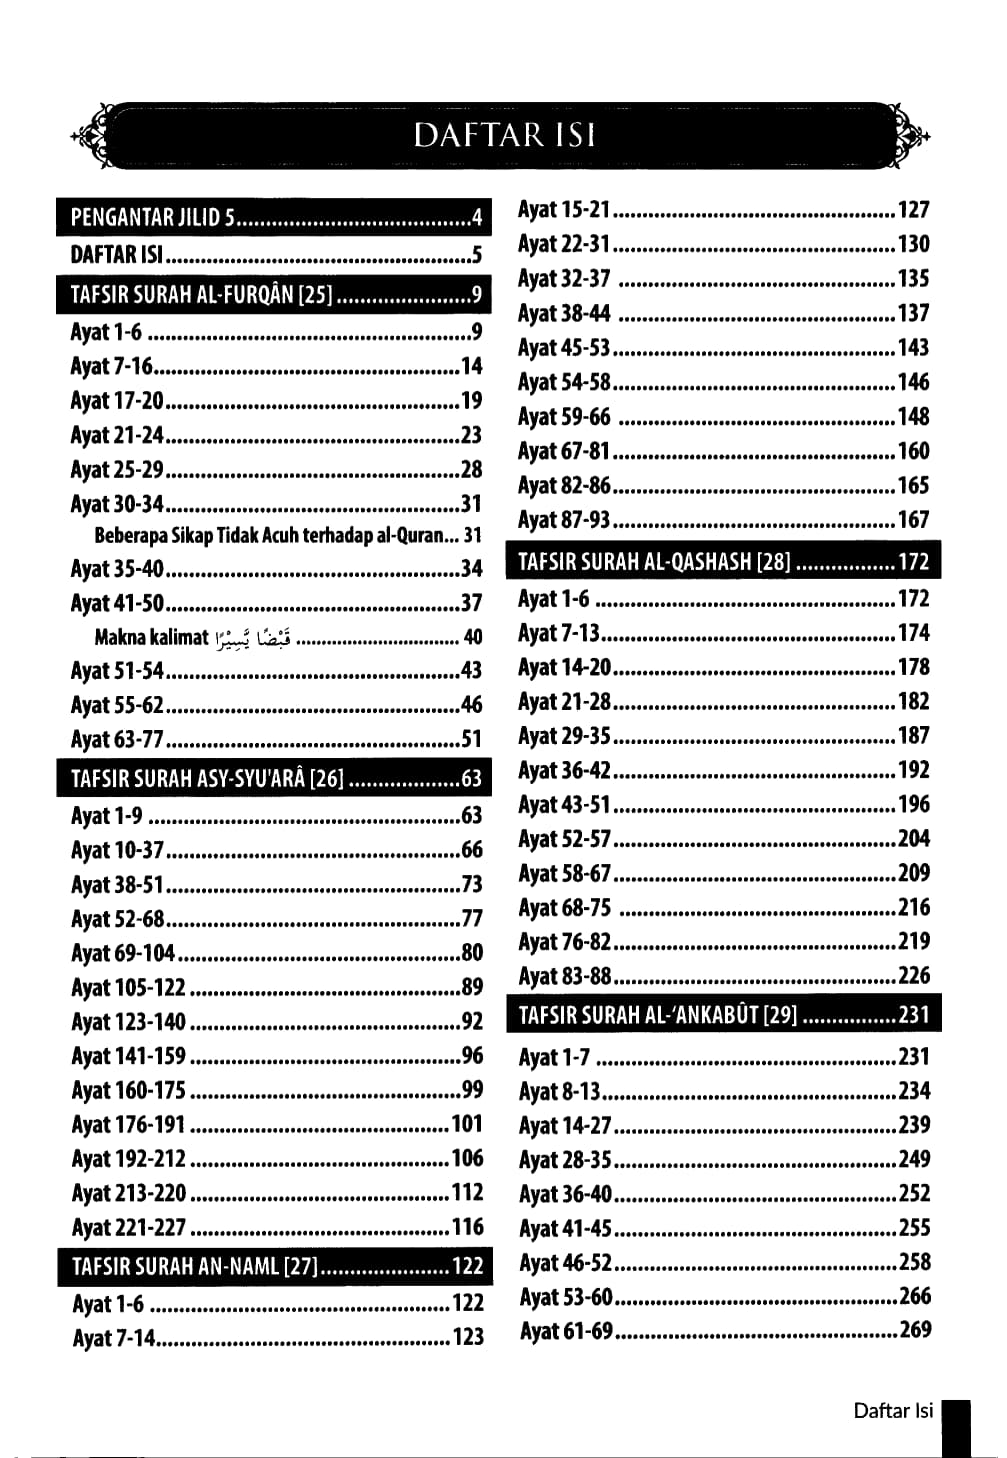 DAFTAR ISI
PENGANTAR JILID 5........................................4
DAFTAR ISI....................................................5
TAFSIR SURAH AL-FURQÂN [25].......................9
Ayat 1-6 .......................................................9
Ayat 7-16....................................................14
Ayat 17-20..................................................19
Ayat 21-24..................................................23
Ayat 25-29..................................................28
Ayat 30-34..................................................31
Beberapa Sikap Tidak Acuh terhadap al-Quran... 31
Ayat 35-40..................................................34
Ayat 41-50..................................................37
Makna kalimat قَبْضًا يَّسِيْرًا ................................ 40
Ayat 51-54..................................................43
Ayat 55-62..................................................46
Ayat 63-77..................................................51
TAFSIR SURAH ASY-SYU'ARÂ [26]...................63
Ayat 1-9 .....................................................63
Ayat 10-37..................................................66
Ayat 38-51..................................................73
Ayat 52-68..................................................77
Ayat 69-104................................................80
Ayat 105-122..............................................89
Ayat 123-140..............................................92
Ayat 141-159..............................................96
Ayat 160-175..............................................99
Ayat 176-191............................................101
Ayat 192-212............................................106
Ayat 213-220............................................112
Ayat 221-227............................................116
TAFSIR SURAH AN-NAML [27]......................122
Ayat 1-6 ...................................................122
Ayat 7-14..................................................123
Ayat 15-21................................................127
Ayat 22-31................................................130
Ayat 32-37 ...............................................135
Ayat 38-44 ...............................................137
Ayat 45-53................................................143
Ayat 54-58................................................146
Ayat 59-66 ...............................................148
Ayat 67-81................................................160
Ayat 82-86................................................165
Ayat 87-93................................................167
TAFSIR SURAH AL-QASHASH [28].................172
Ayat 1-6 ...................................................172
Ayat 7-13..................................................174
Ayat 14-20................................................178
Ayat 21-28................................................182
Ayat 29-35................................................187
Ayat 36-42................................................192
Ayat 43-51................................................196
Ayat 52-57................................................204
Ayat 58-67................................................209
Ayat 68-75 ...............................................216
Ayat 76-82................................................219
Ayat 83-88................................................226
TAFSIR SURAH AL-'ANKABÛT [29]................231
Ayat 1-7 ...................................................231
Ayat 8-13..................................................234
Ayat 14-27................................................239
Ayat 28-35................................................249
Ayat 36-40................................................252
Ayat 41-45................................................255
Ayat 46-52................................................258
Ayat 53-60................................................266
Ayat 61-69................................................269
Daftar Isi